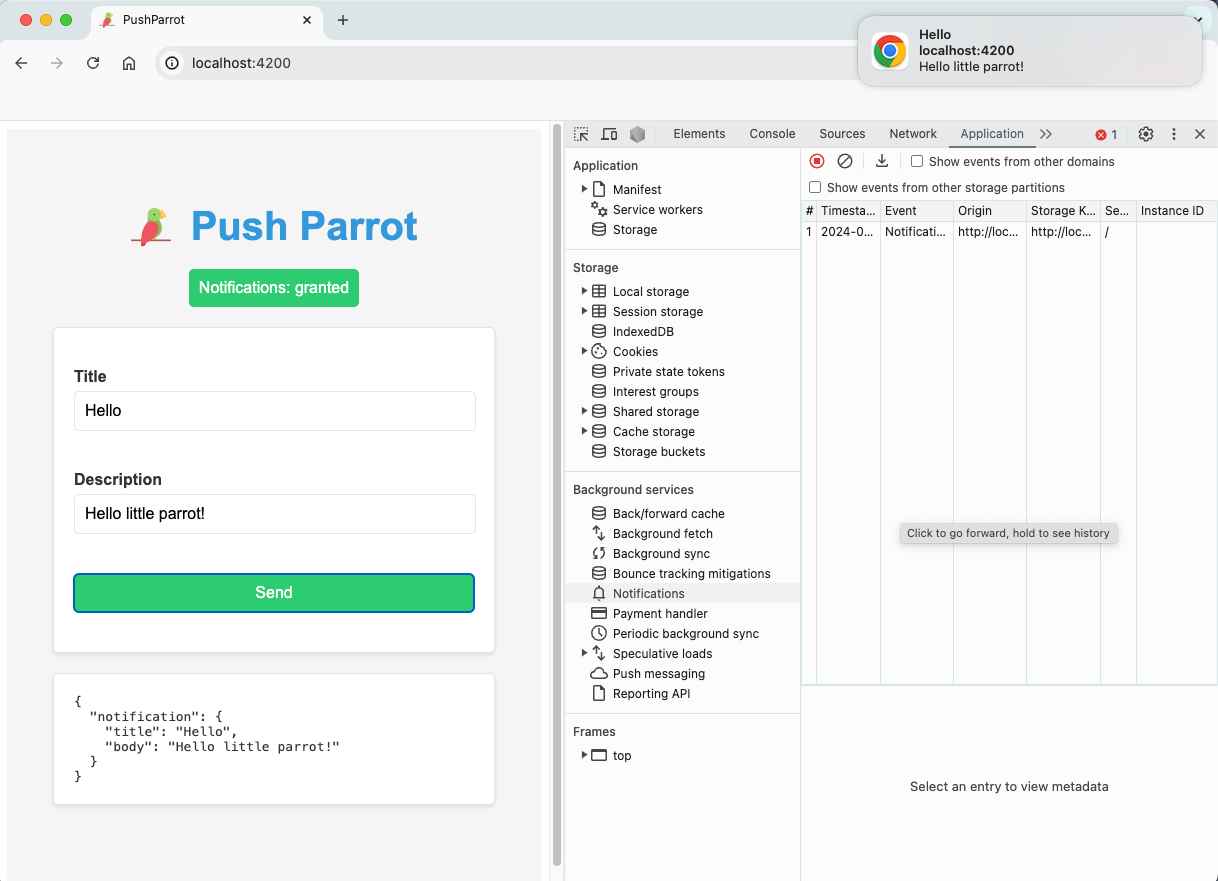 PushParrot
Hello
localhost:4200
Hello little parrot!
localhost:4200
Push Parrot
Notifications: granted
Title
Hello
Description
Hello little parrot!
Send
{
"notification": {
"title": "Hello",
"body": "Hello little parrot!"
}
}
Elements Console Sources Network Application 1
Application
Manifest
Service workers
Storage
Storage
Local storage
Session storage
IndexedDB
Cookies
Private state tokens
Interest groups
Shared storage
Cache storage
Storage buckets
Background services
Back/forward cache
Background fetch
Background sync
Bounce tracking mitigations
Notifications
Payment handler
Periodic background sync
Speculative loads
Push messaging
Reporting API
Frames
top
Show events from other domains
Show events from other storage partitions
# Timesta... Event Origin Storage K... Se... Instance ID
1 2024-0... Notificati... http://loc... http://loc... /
Click to go forward, hold to see history
Select an entry to view metadata